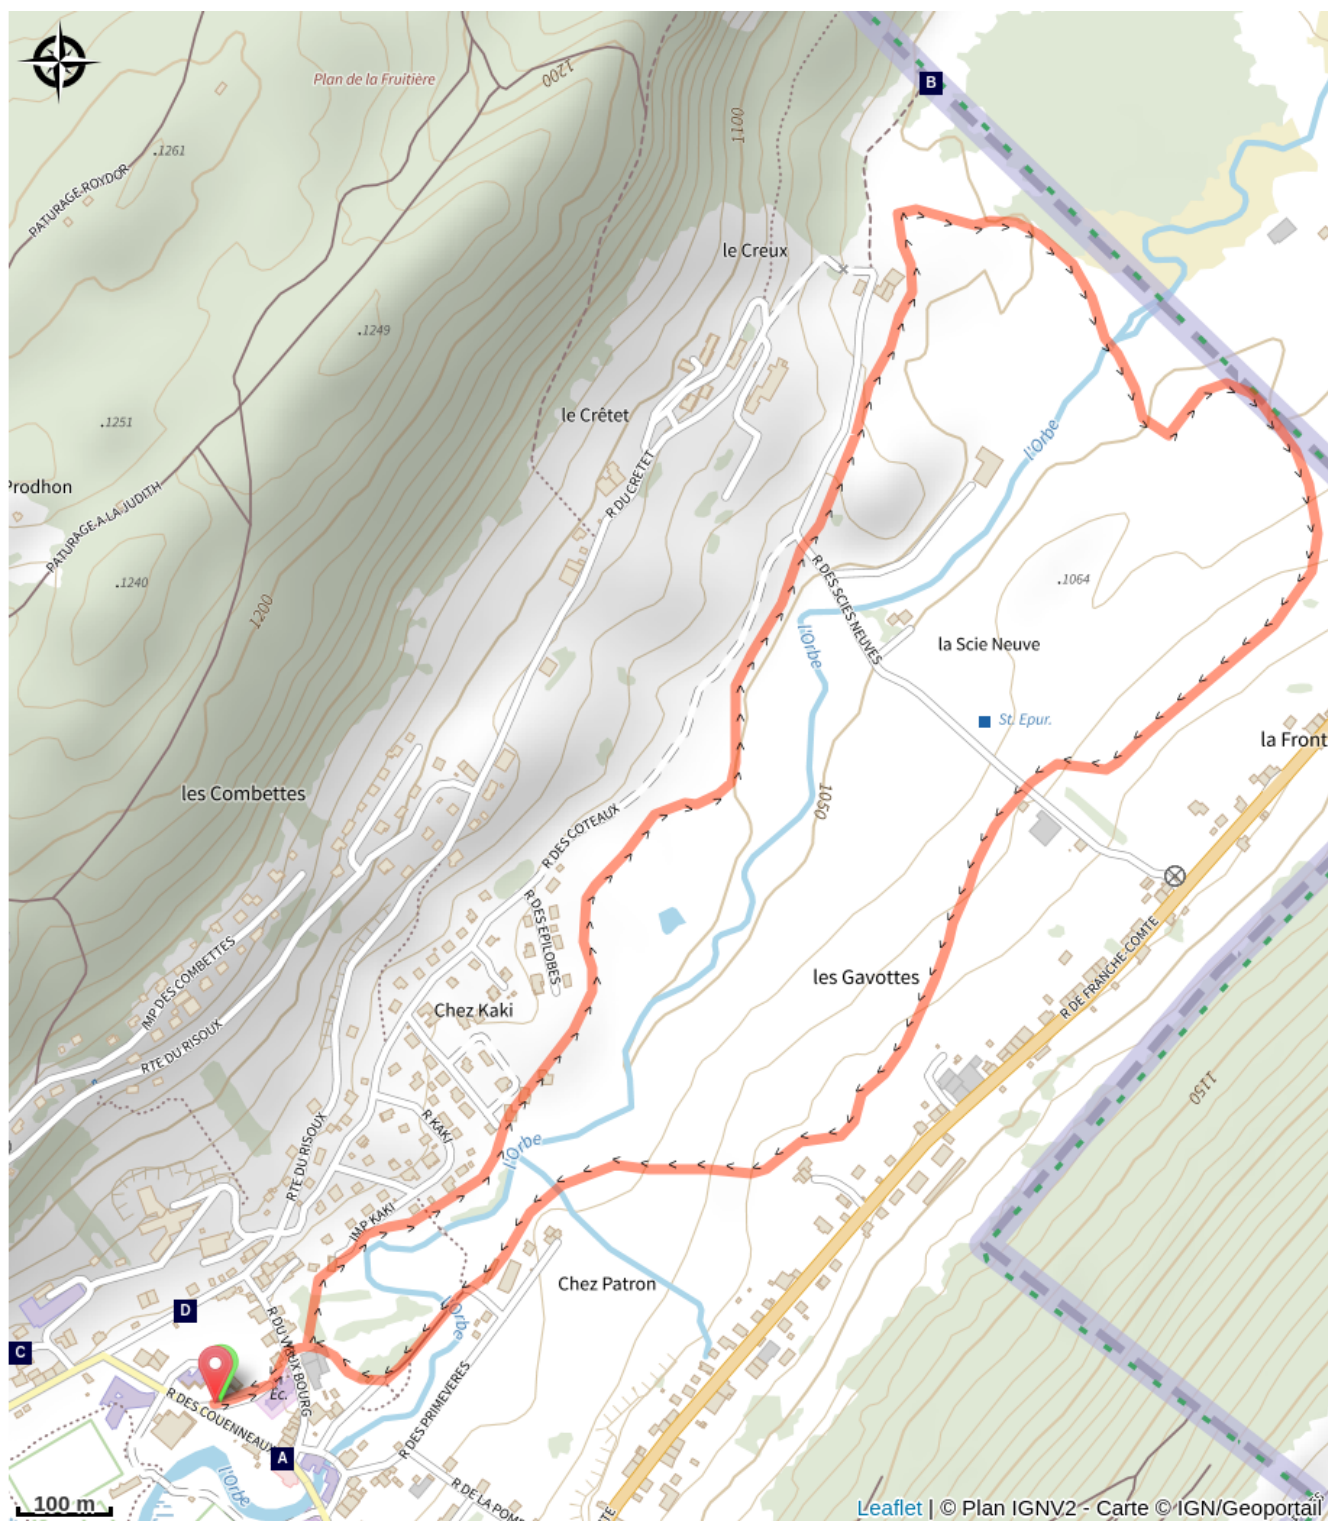 Plan de la Fruitière
1200
B
1100
.1261
PATURAGE-ROYDOR
le Creux
.1249
le Crêtet
.1251
l'Orbe
R DU CRETET
Prodhon
PATURAGE-A-LA-JUDITH
.1240
1200
R DES SCIES NEUVES
.1064
l'Orbe
la Scie Neuve
St. Epur.
la Front
les Combettes
1050
R DES COTEAUX
R DES EPILOBES
IMP DES COMBETTES
les Gavottes
R DE FRANCHE-COMTE
Chez Kaki
RTE DU RISOUX
1150
R KAKI
l'Orbe
RTE DU RISOUX
IMP KAKI
Chez Patron
D
l'Orbe
C
R DU VIEUX BOURG
Ec.
R DES COUENNEAUX
R DES PRIMEVERES
A
l'Orbe
R DE LA POM
TE
100 m
Leaflet | © Plan IGNV2 - Carte © IGN/Geoportail